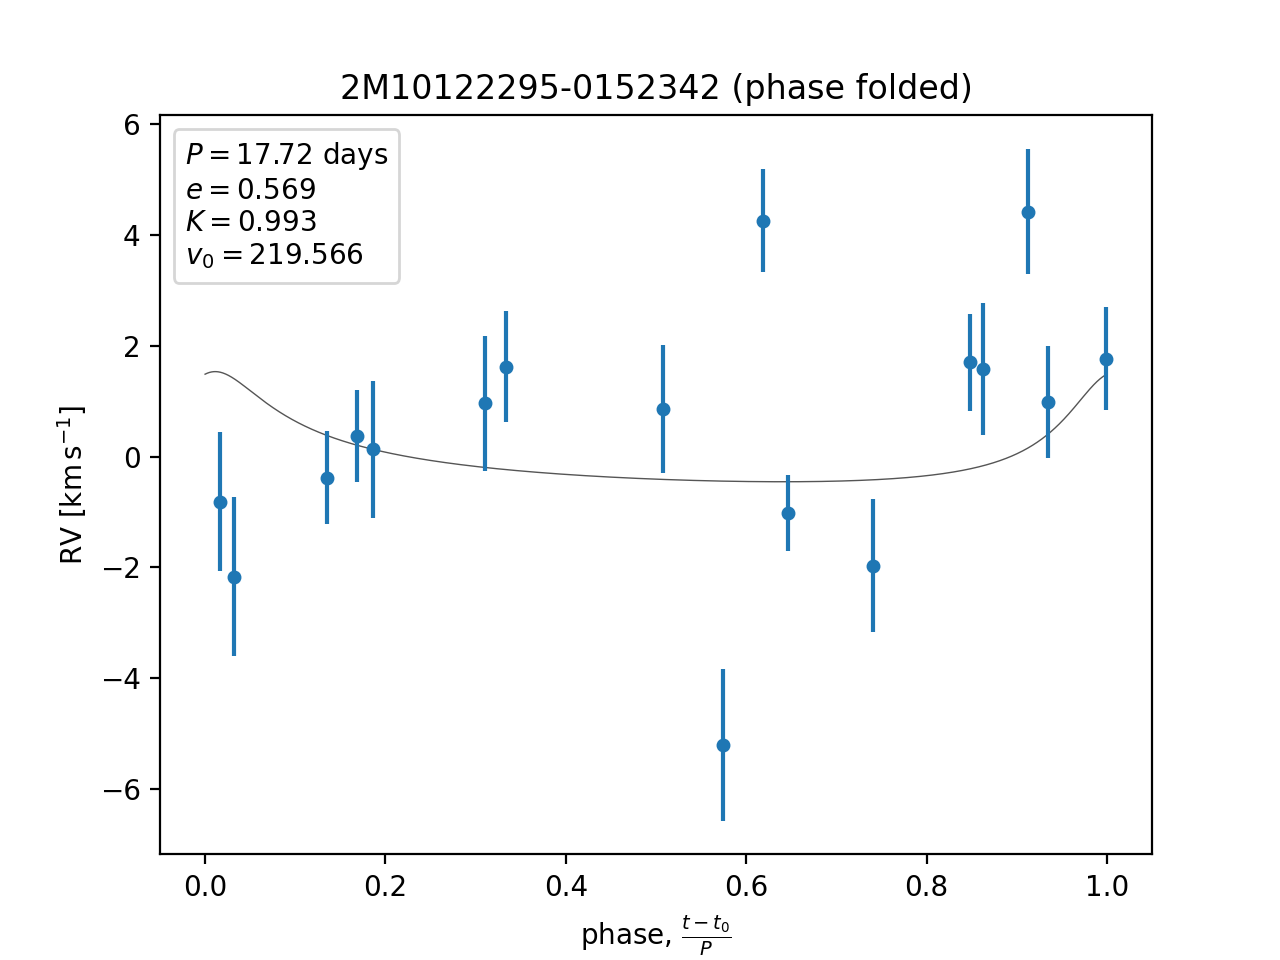 2M10122295-0152342 (phase folded)
P = 17.72 days
e = 0.569
K = 0.993
v₀ = 219.566
6
4
2
0
−2
−4
−6
RV [km s⁻¹]
0.0 0.2 0.4 0.6 0.8 1.0
phase, (t − t₀)/P